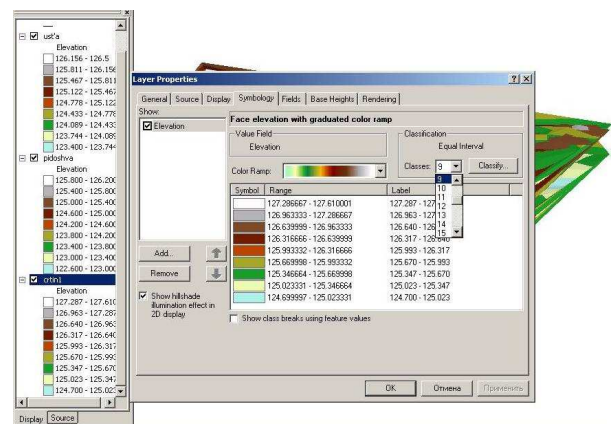 ust'a
Elevation
126.156 - 126.5
125.811 - 126.156
125.467 - 125.811
125.122 - 125.467
124.778 - 125.122
124.433 - 124.778
124.089 - 124.433
123.744 - 124.089
123.400 - 123.744
pidoshva
Elevation
125.800 - 126.200
125.400 - 125.800
125.000 - 125.400
124.600 - 125.000
124.200 - 124.600
123.800 - 124.200
123.400 - 123.800
123.000 - 123.400
122.600 - 123.000
crtin1
Elevation
127.287 - 127.610
126.963 - 127.287
126.640 - 126.963
126.317 - 126.640
125.993 - 126.317
125.670 - 125.993
125.347 - 125.670
125.023 - 125.347
124.700 - 125.023
Display Source
Layer Properties
General Source Display Symbology Fields Base Heights Rendering
Show:
Elevation
Add...
Remove
Show hillshade
illumination effect in
2D display
Face elevation with graduated color ramp
Value Field
Elevation
Classification
Equal Interval
Color Ramp:
Classes: 9 Classify...
9
10
11
12
13
14
15
Symbol Range Label
127.286667 - 127.610001 127.287 - 127
126.963333 - 127.286667 126.963 - 127
126.639999 - 126.963333 126.640 - 126
126.316666 - 126.639999 126.317 - 126.640
125.993332 - 126.316666 125.993 - 126.317
125.669998 - 125.993332 125.670 - 125.993
125.346664 - 125.669998 125.347 - 125.670
125.023331 - 125.346664 125.023 - 125.347
124.699997 - 125.023331 124.700 - 125.023
Show class breaks using feature values
OK Отмена Применить